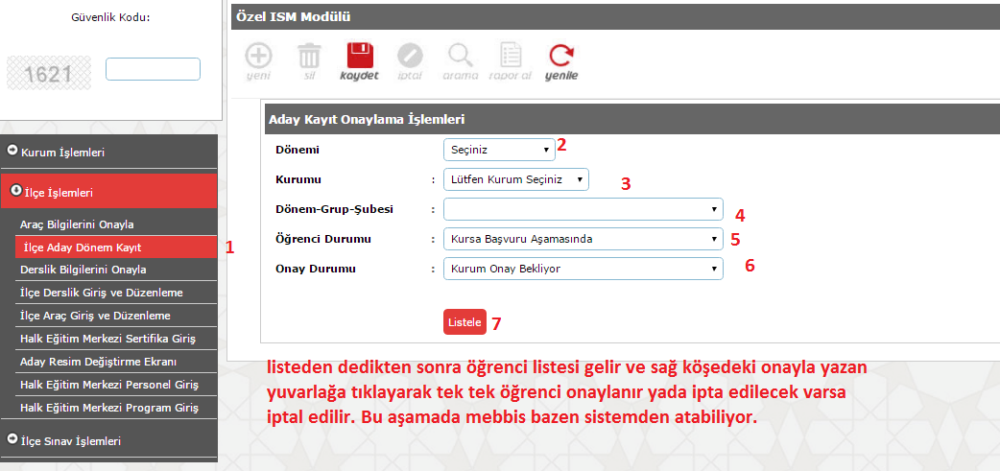 Güvenlik Kodu:
1621
Kurum İşlemleri
İlçe İşlemleri
Araç Bilgilerini Onayla
İlçe Aday Dönem Kayıt 1
Derslik Bilgilerini Onayla
İlçe Derslik Giriş ve Düzenleme
İlçe Araç Giriş ve Düzenleme
Halk Eğitim Merkezi Sertifika Giriş
Aday Resim Değiştirme Ekranı
Halk Eğitim Merkezi Personel Giriş
Halk Eğitim Merkezi Program Giriş
İlçe Sınav İşlemleri
Özel ISM Modülü
yeni sil kaydet iptal arama rapor al yenile
Aday Kayıt Onaylama İşlemleri
Dönemi Seçiniz 2
Kurumu : Lütfen Kurum Seçiniz 3
Dönem-Grup-Şubesi : 4
Öğrenci Durumu : Kursa Başvuru Aşamasında 5
Onay Durumu : Kurum Onay Bekliyor 6
Listele 7
listeden dedikten sonra öğrenci listesi gelir ve sağ köşedeki onayla yazan
yuvarlağa tıklayarak tek tek öğrenci onaylanır yada ipta edilecek varsa
iptal edilir. Bu aşamada mebbis bazen sistemden atabiliyor.